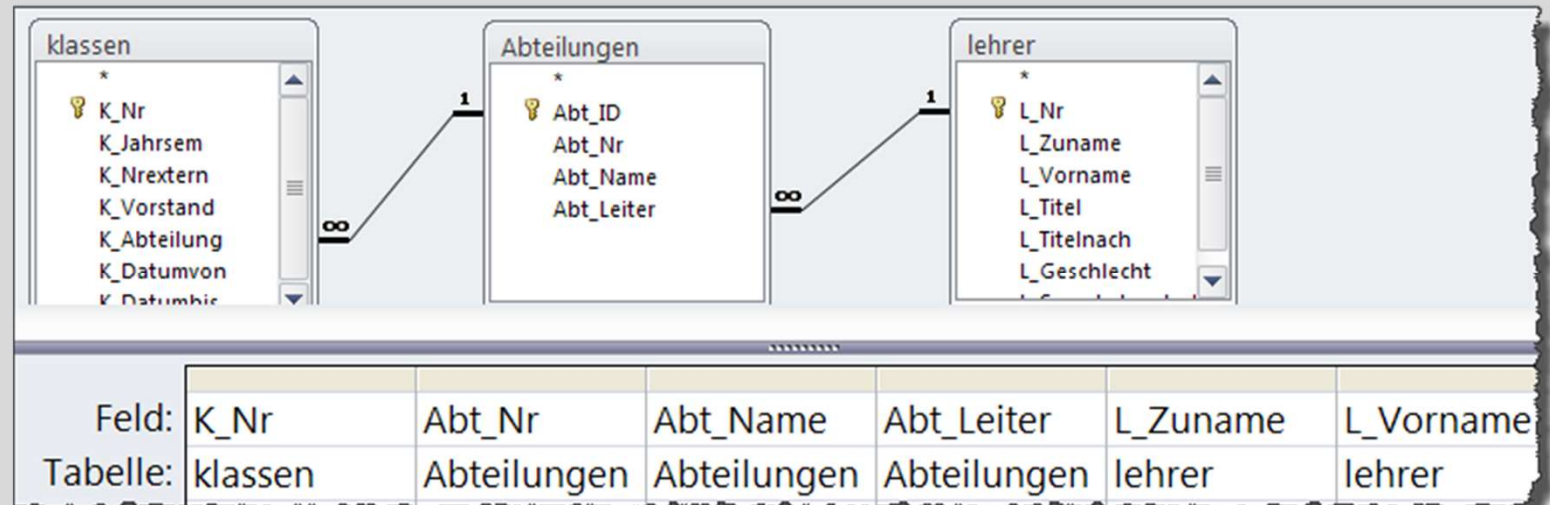 klassen
*
K_Nr
K_Jahrsem
K_Nrextern
K_Vorstand
K_Abteilung
K_Datumvon
K_Datumbis
∞
1
Abteilungen
*
Abt_ID
Abt_Nr
Abt_Name
Abt_Leiter
∞
1
lehrer
*
L_Nr
L_Zuname
L_Vorname
L_Titel
L_Titelnach
L_Geschlecht
Feld: K_Nr Abt_Nr Abt_Name Abt_Leiter L_Zuname L_Vorname
Tabelle: klassen Abteilungen Abteilungen Abteilungen lehrer lehrer